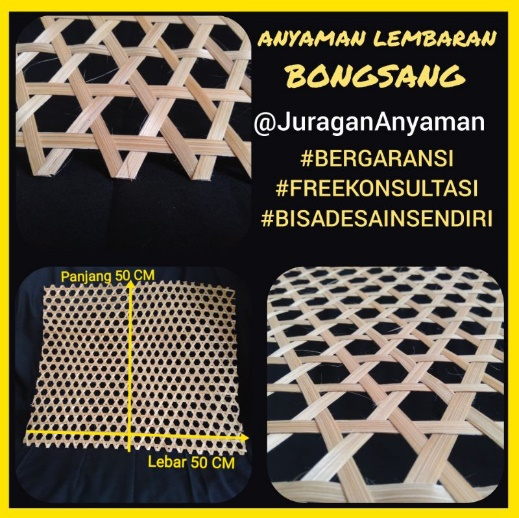 ANYAMAN LEMBARAN
BONGSANG
@JuraganAnyaman
#BERGARANSI
#FREEKONSULTASI
#BISADESAINSENDIRI
Panjang 50 CM
Lebar 50 CM